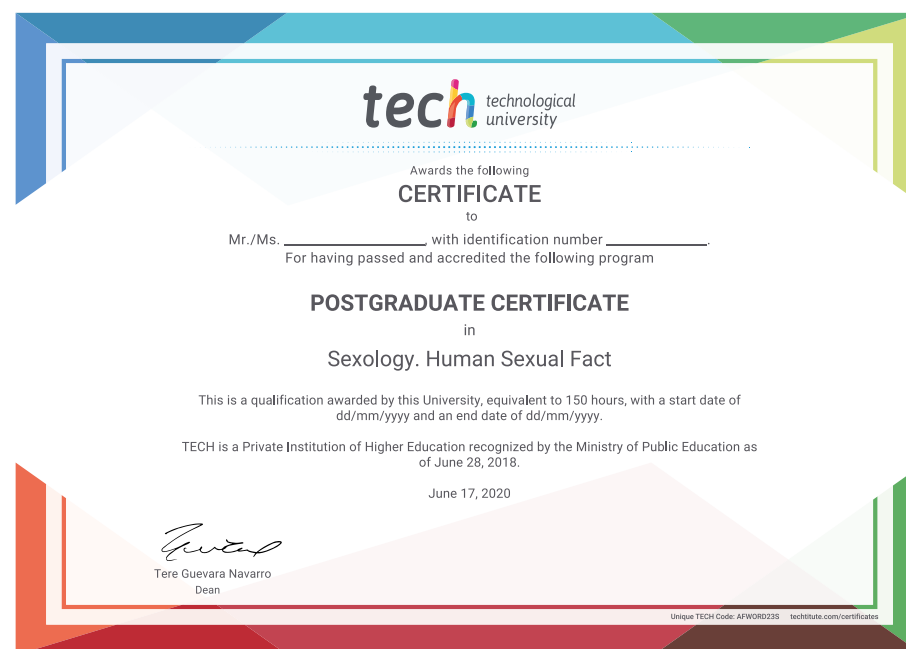 tech technological
university
Awards the following
CERTIFICATE
to
Mr./Ms. ____________________, with identification number ______________.
For having passed and accredited the following program
POSTGRADUATE CERTIFICATE
in
Sexology. Human Sexual Fact
This is a qualification awarded by this University, equivalent to 150 hours, with a start date of
dd/mm/yyyy and an end date of dd/mm/yyyy.
TECH is a Private Institution of Higher Education recognized by the Ministry of Public Education as
of June 28, 2018.
June 17, 2020
Tere Guevara Navarro
Dean
Unique TECH Code: AFWORD23S techtitute.com/certificates